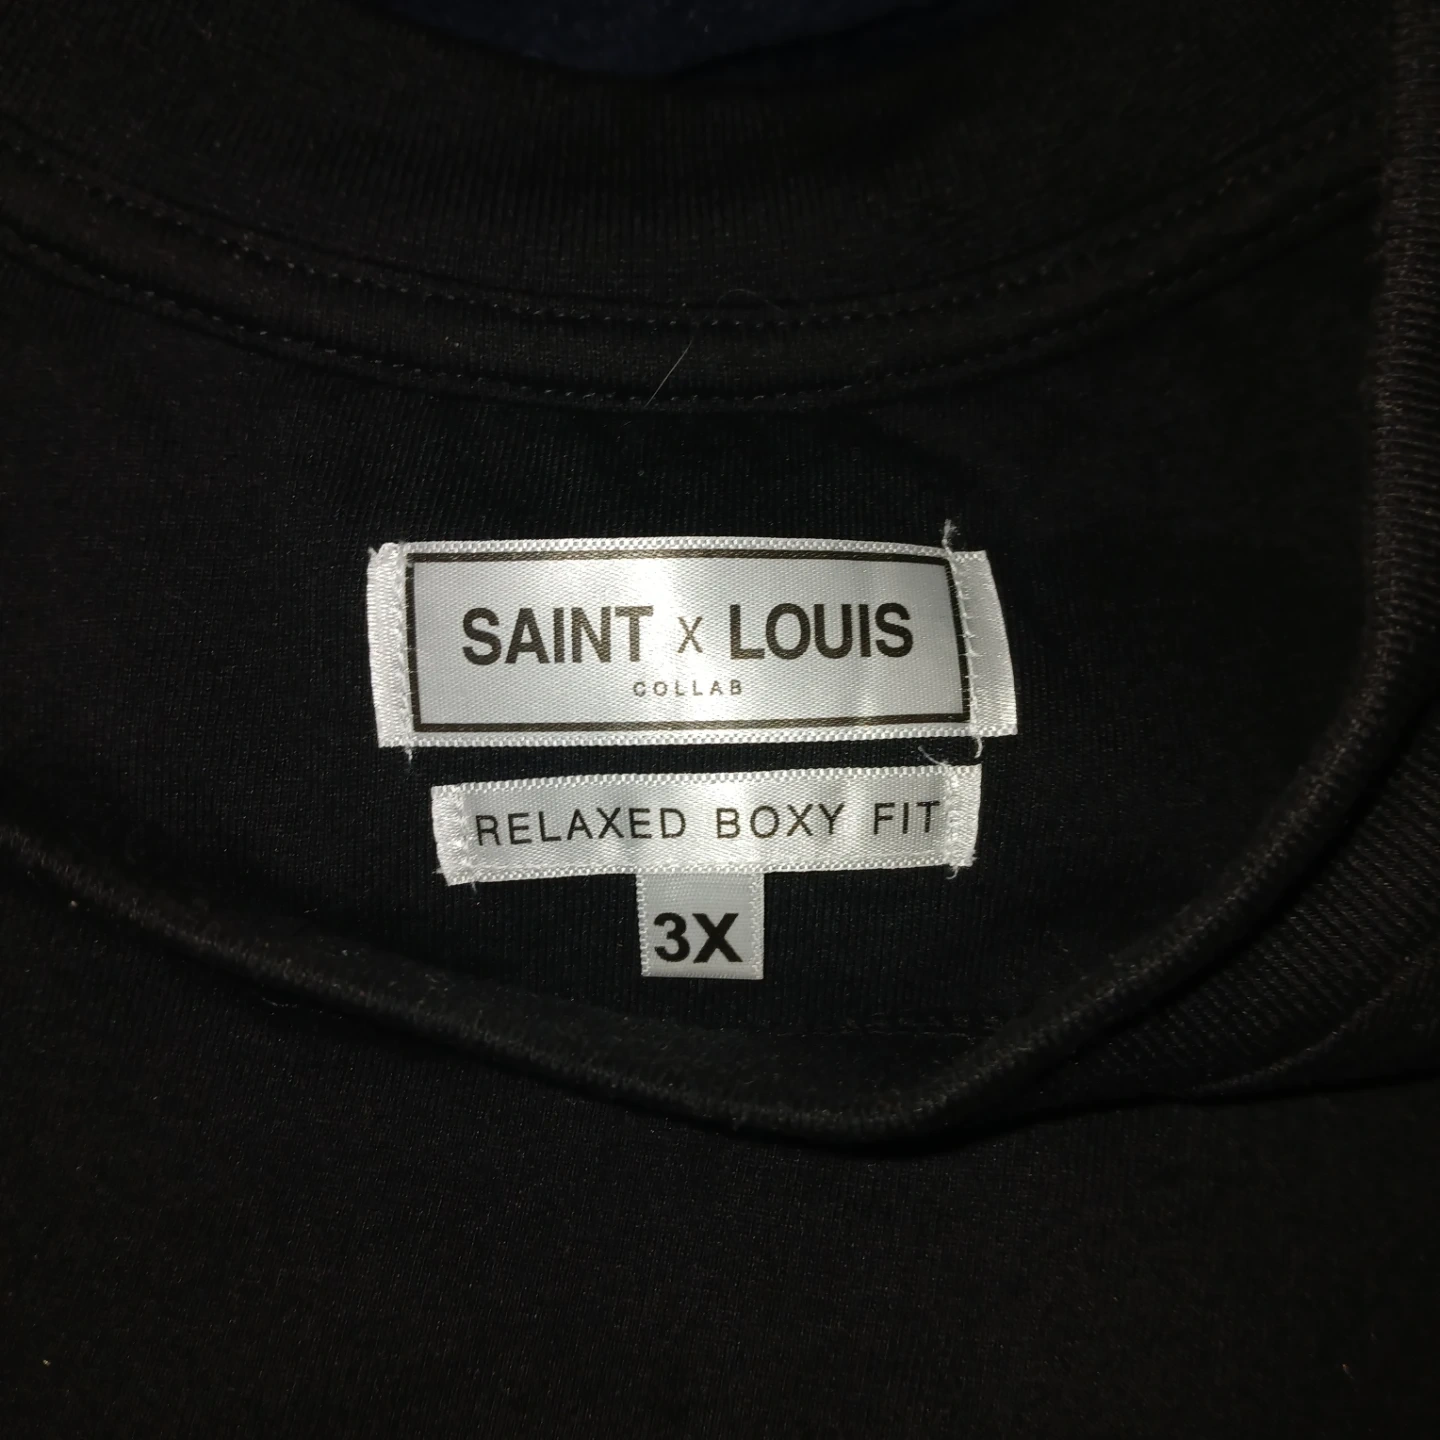 SAINT X LOUIS
COLLAB
RELAXED BOXY FIT
3X